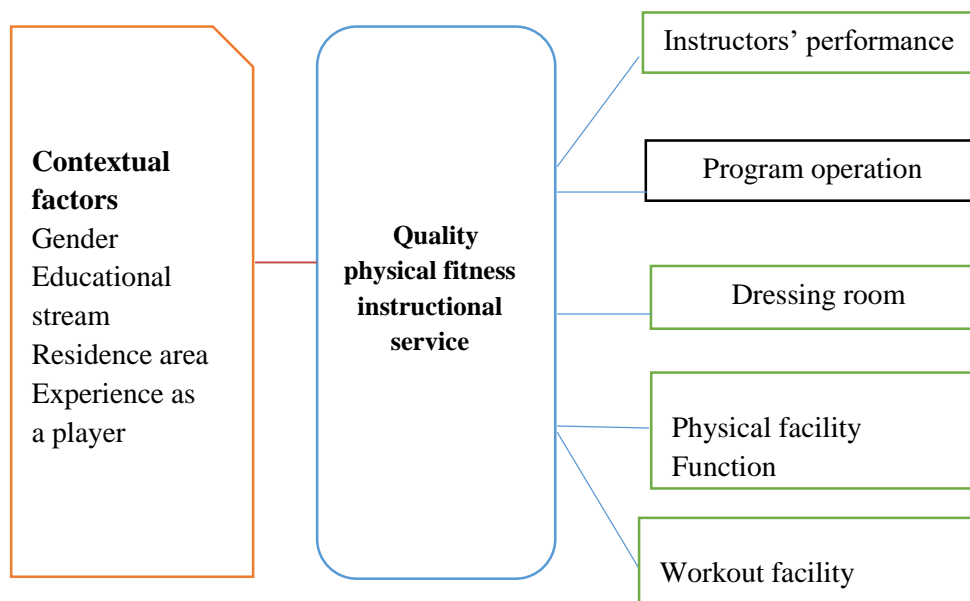 Contextual
factors
Gender
Educational
stream
Residence area
Experience as
a player
Quality
physical fitness
instructional
service
Instructors’ performance
Program operation
Dressing room
Physical facility
Function
Workout facility